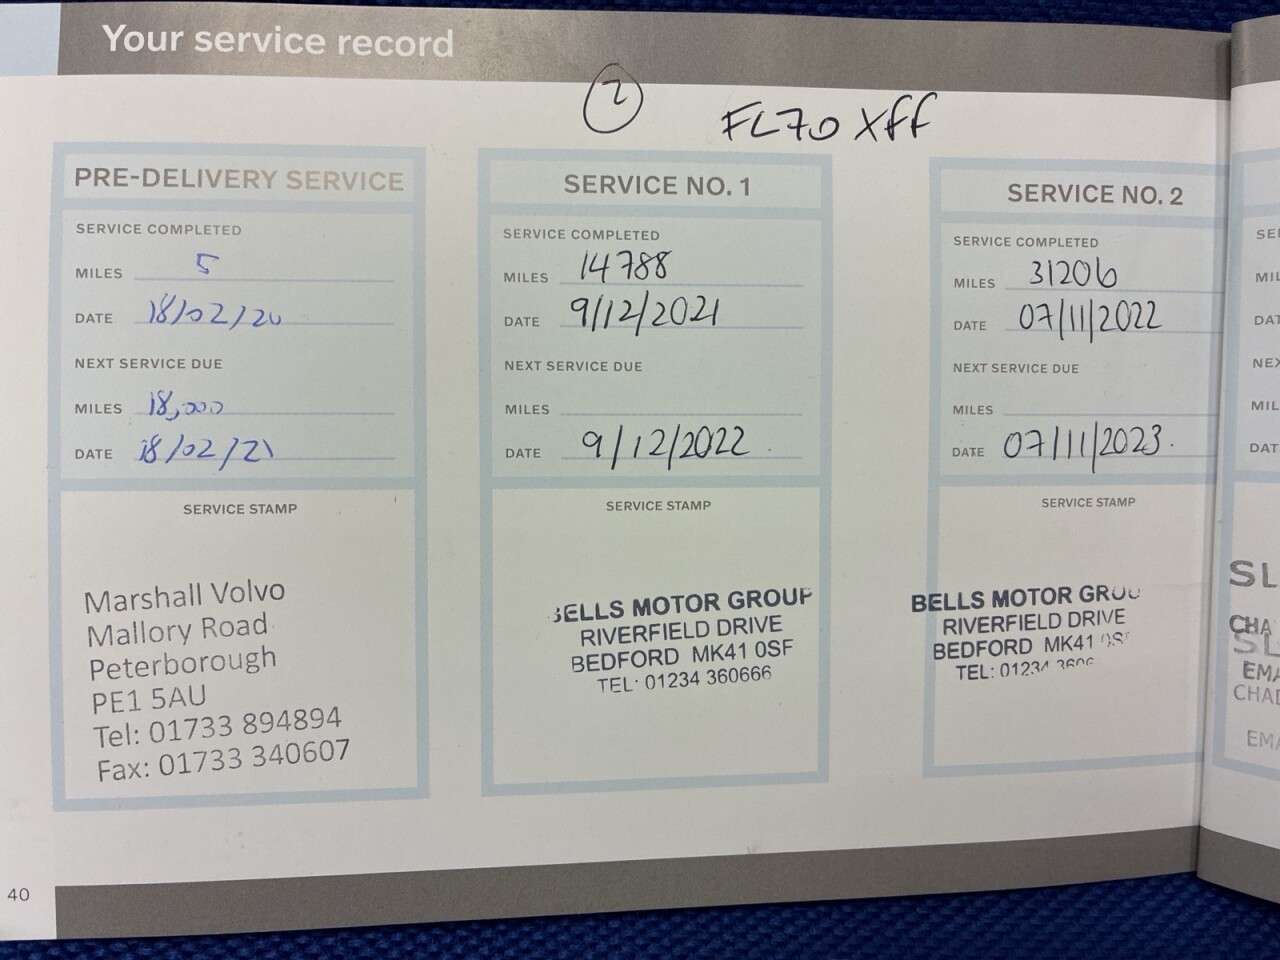 Your service record
2
FL70 XFF
PRE-DELIVERY SERVICE
SERVICE COMPLETED
MILES 5
DATE 18/02/20
NEXT SERVICE DUE
MILES 18,000
DATE 18/02/21
SERVICE STAMP
Marshall Volvo
Mallory Road
Peterborough
PE1 5AU
Tel: 01733 894894
Fax: 01733 340607
SERVICE NO. 1
SERVICE COMPLETED
MILES 14788
DATE 9/12/2021
NEXT SERVICE DUE
MILES
DATE 9/12/2022
SERVICE STAMP
BELLS MOTOR GROUP
RIVERFIELD DRIVE
BEDFORD MK41 0SF
TEL: 01234 360666
SERVICE NO. 2
SERVICE COMPLETED
MILES 31206
DATE 07/11/2022
NEXT SERVICE DUE
MILES
DATE 07/11/2023.
SERVICE STAMP
BELLS MOTOR GROU
RIVERFIELD DRIVE
BEDFORD MK41 0SF
TEL: 01234
40